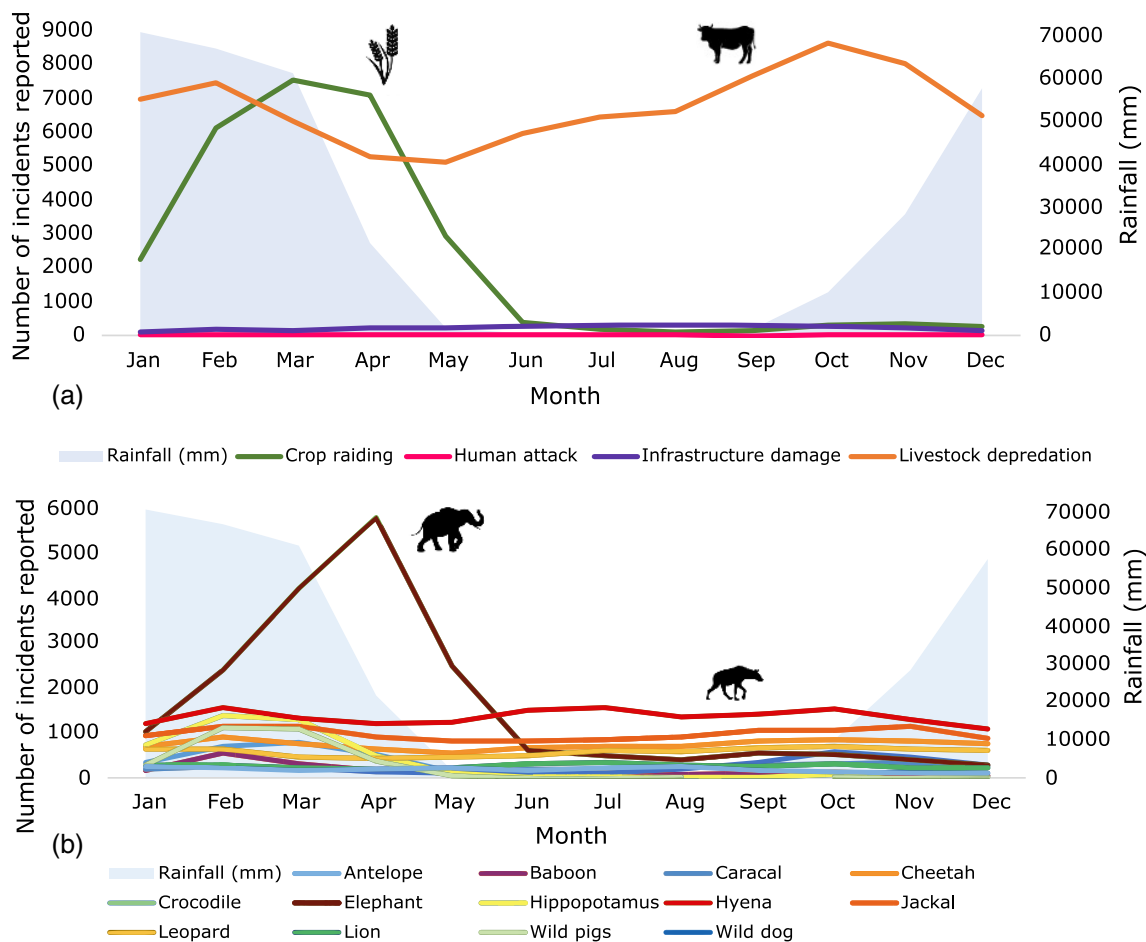 Number of incidents reported
9000
8000
7000
6000
5000
4000
3000
2000
1000
0
70000
60000
50000
40000
30000
20000
10000
0
Rainfall (mm)
Jan Feb Mar Apr May Jun Jul Aug Sep Oct Nov Dec
Month
(a)
Rainfall (mm) Crop raiding Human attack Infrastructure damage Livestock depredation
Number of incidents reported
6000
5000
4000
3000
2000
1000
0
70000
60000
50000
40000
30000
20000
10000
0
Rainfall (mm)
Jan Feb Mar Apr May Jun Jul Aug Sept Oct Nov Dec
Month
(b)
Rainfall (mm) Antelope Baboon Caracal Cheetah
Crocodile Elephant Hippopotamus Hyena Jackal
Leopard Lion Wild pigs Wild dog